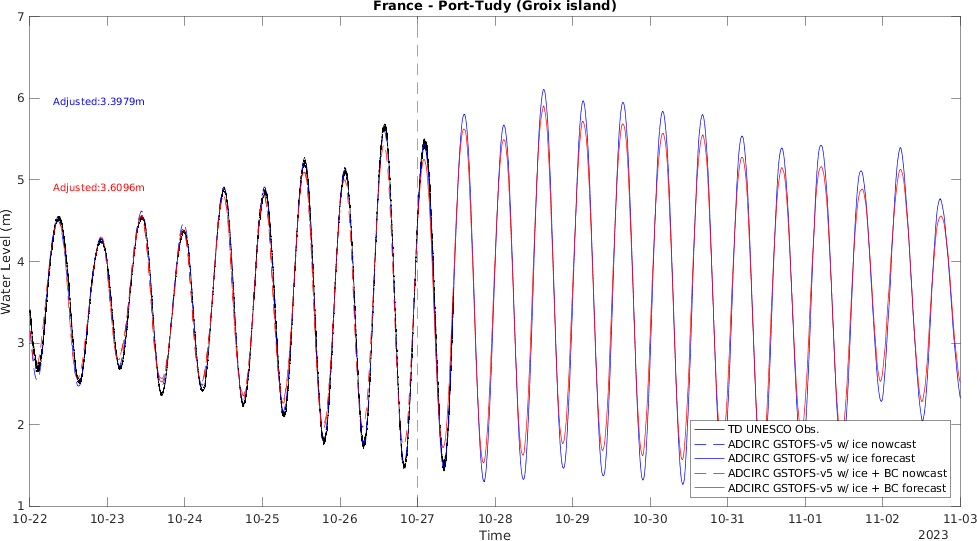 France - Port-Tudy (Groix island)
7
6
5
4
3
2
1
Water Level (m)
Adjusted:3.3979m
Adjusted:3.6096m
TD UNESCO Obs.
ADCIRC GSTOFS-v5 w/ ice nowcast
ADCIRC GSTOFS-v5 w/ ice forecast
ADCIRC GSTOFS-v5 w/ ice + BC nowcast
ADCIRC GSTOFS-v5 w/ ice + BC forecast
10-22 10-23 10-24 10-25 10-26 10-27 10-28 10-29 10-30 10-31 11-01 11-02 11-03
Time
2023